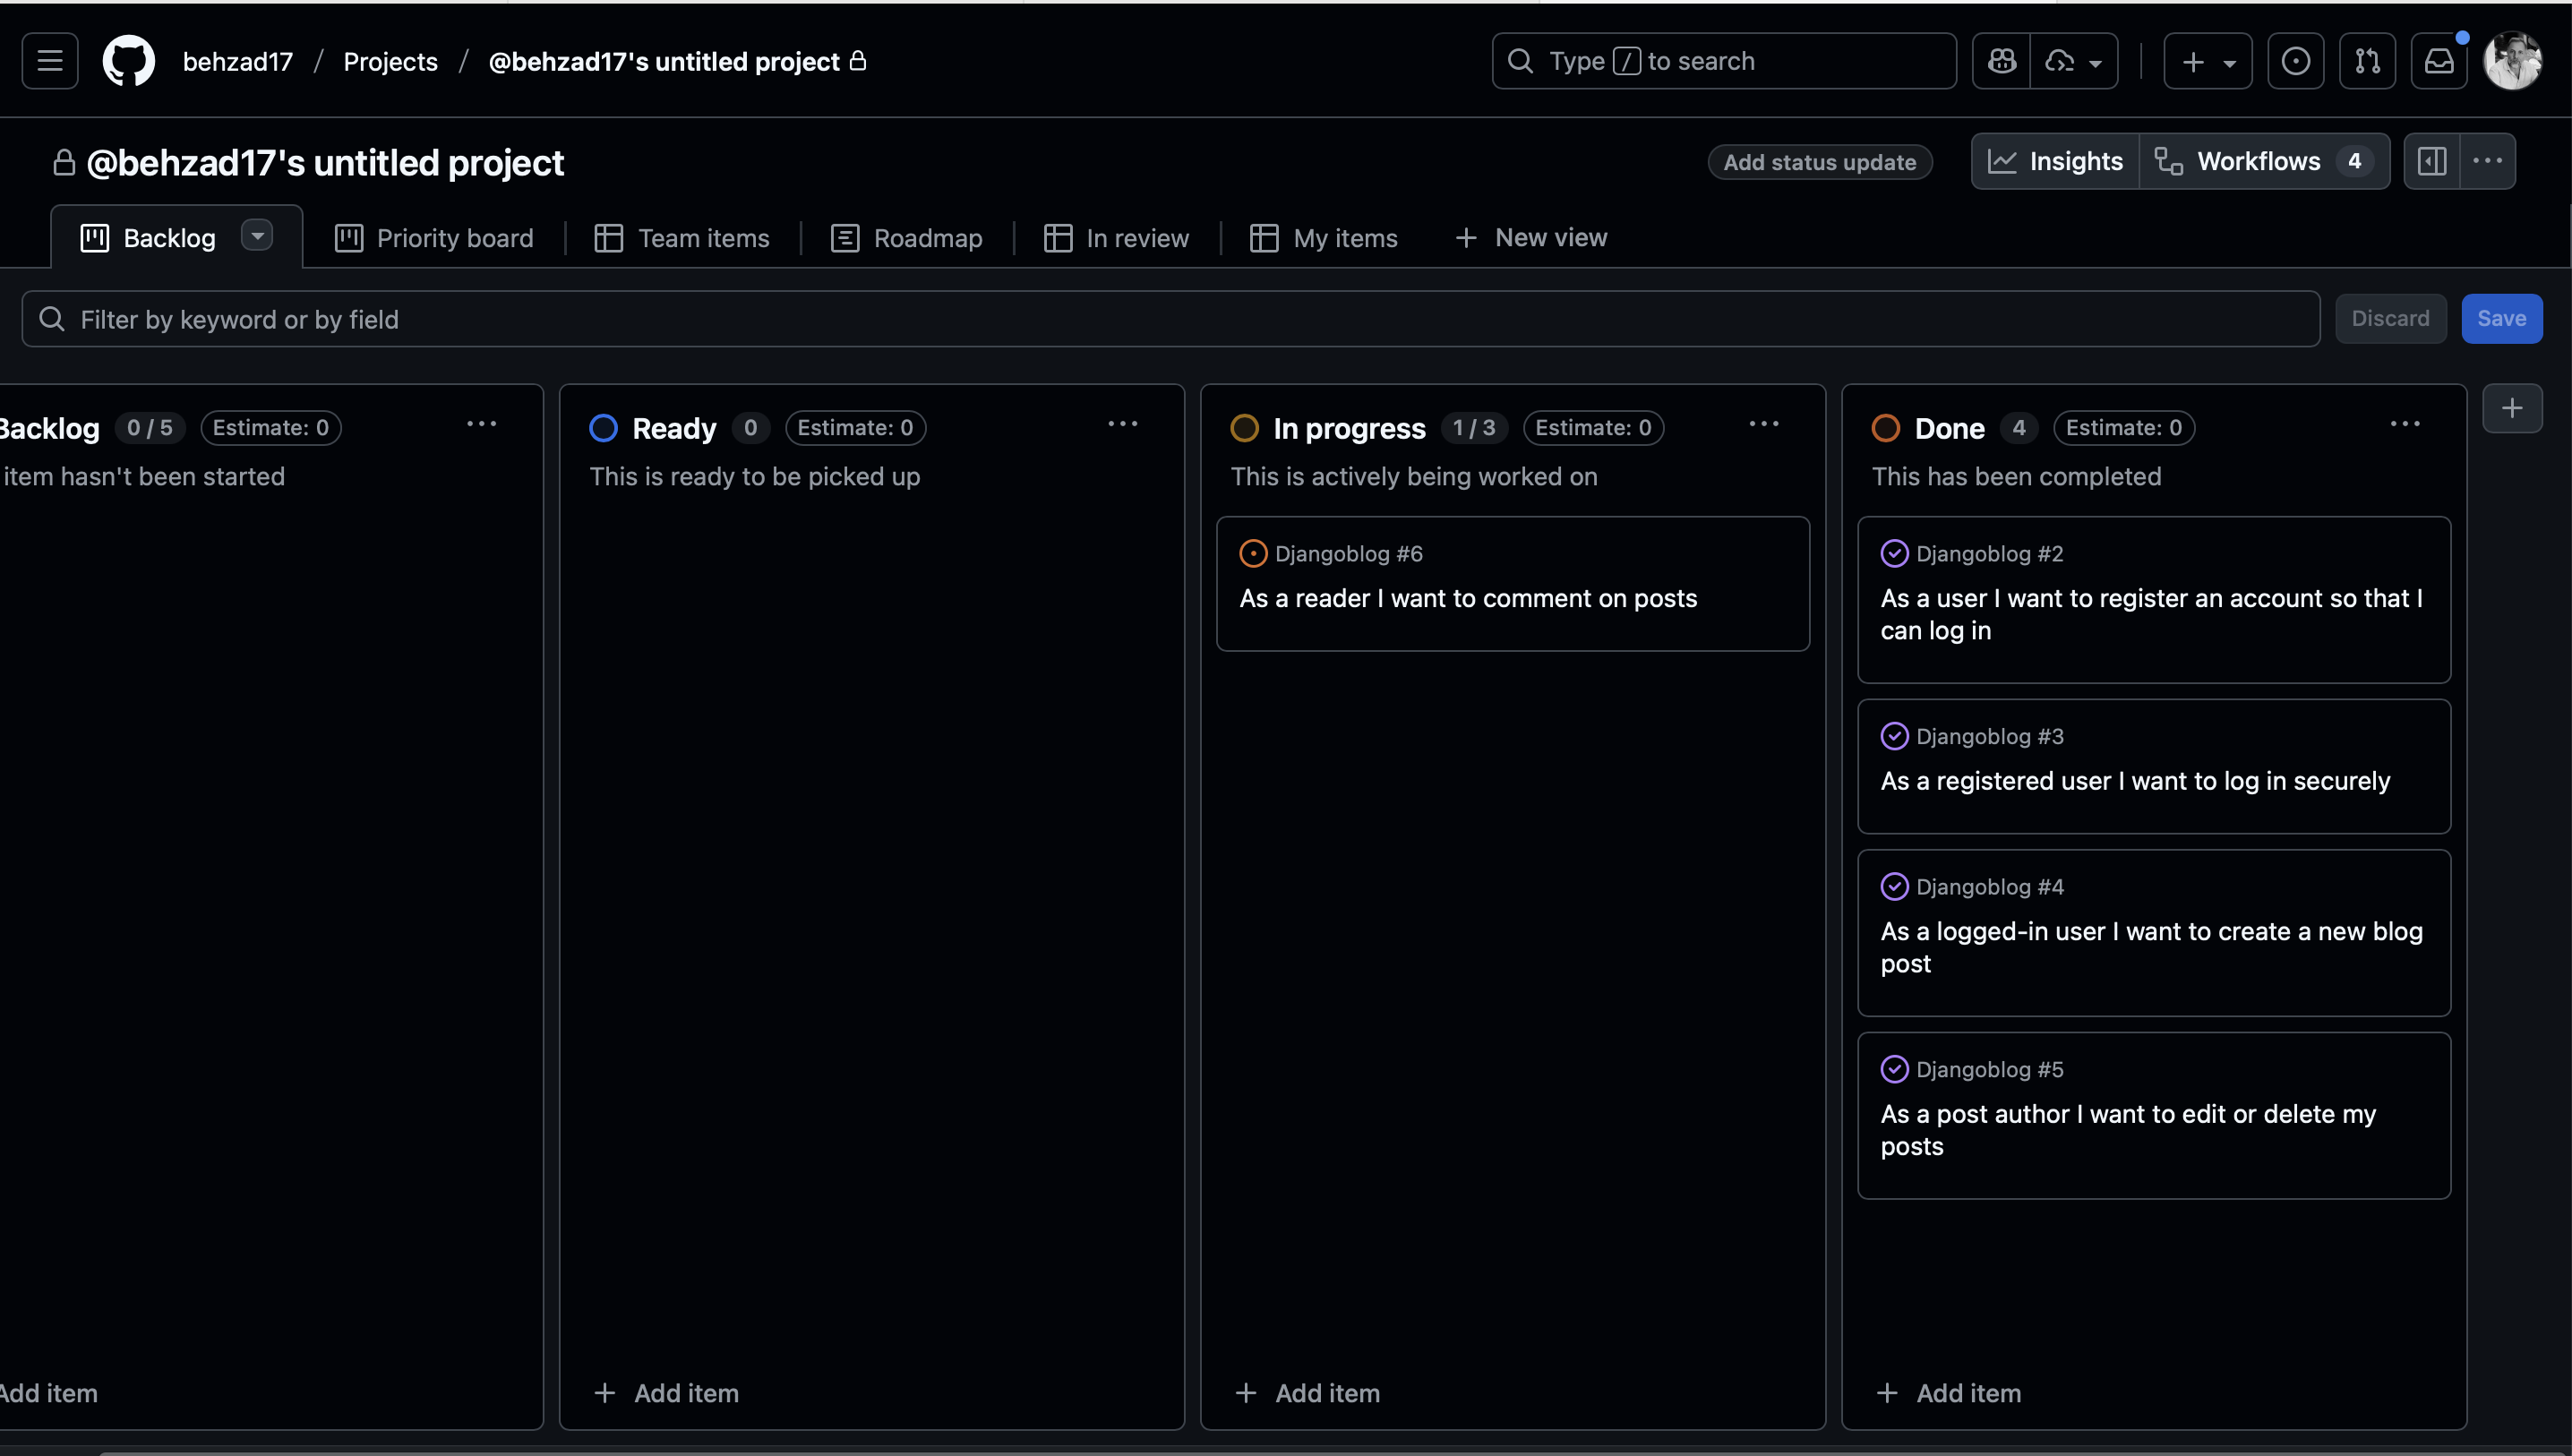 behzad17 / Projects / @behzad17's untitled project
Type / to search
@behzad17's untitled project
Add status update
Insights
Workflows 4
Backlog
Priority board
Team items
Roadmap
In review
My items
New view
Filter by keyword or by field
Discard
Save
Backlog 0 / 5 Estimate: 0
item hasn't been started
Add item
Ready 0 Estimate: 0
This is ready to be picked up
Add item
In progress 1 / 3 Estimate: 0
This is actively being worked on
Djangoblog #6
As a reader I want to comment on posts
Add item
Done 4 Estimate: 0
This has been completed
Djangoblog #2
As a user I want to register an account so that I
can log in
Djangoblog #3
As a registered user I want to log in securely
Djangoblog #4
As a logged-in user I want to create a new blog
post
Djangoblog #5
As a post author I want to edit or delete my
posts
Add item